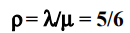 ρ = λ/μ = 5/6